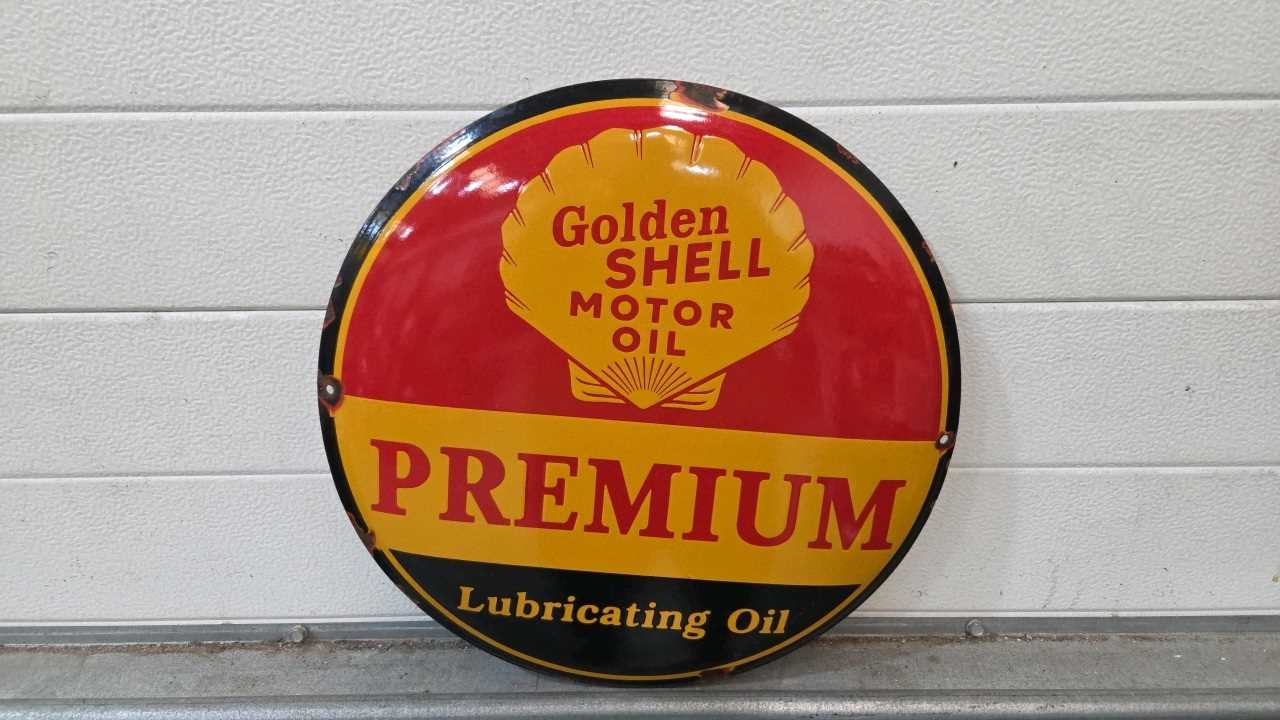 Golden
SHELL
MOTOR
OIL
PREMIUM
Lubricating Oil